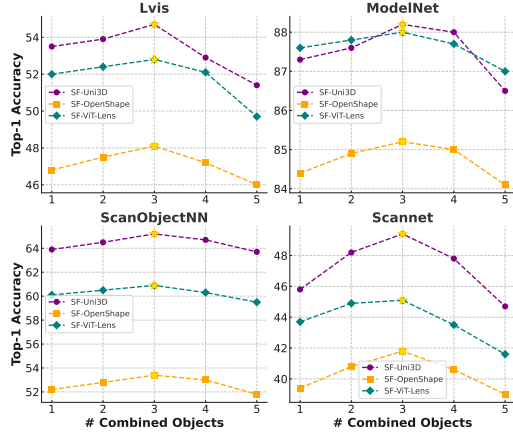 Lvis
Top-1 Accuracy
54
52
50
48
46
SF-Uni3D
SF-OpenShape
SF-ViT-Lens
1 2 3 4 5
ModelNet
88
87
86
85
84
SF-Uni3D
SF-OpenShape
SF-ViT-Lens
1 2 3 4 5
ScanObjectNN
Top-1 Accuracy
64
62
60
58
56
54
52
SF-Uni3D
SF-OpenShape
SF-ViT-Lens
1 2 3 4 5
# Combined Objects
Scannet
48
46
44
42
40
SF-Uni3D
SF-OpenShape
SF-ViT-Lens
1 2 3 4 5
# Combined Objects